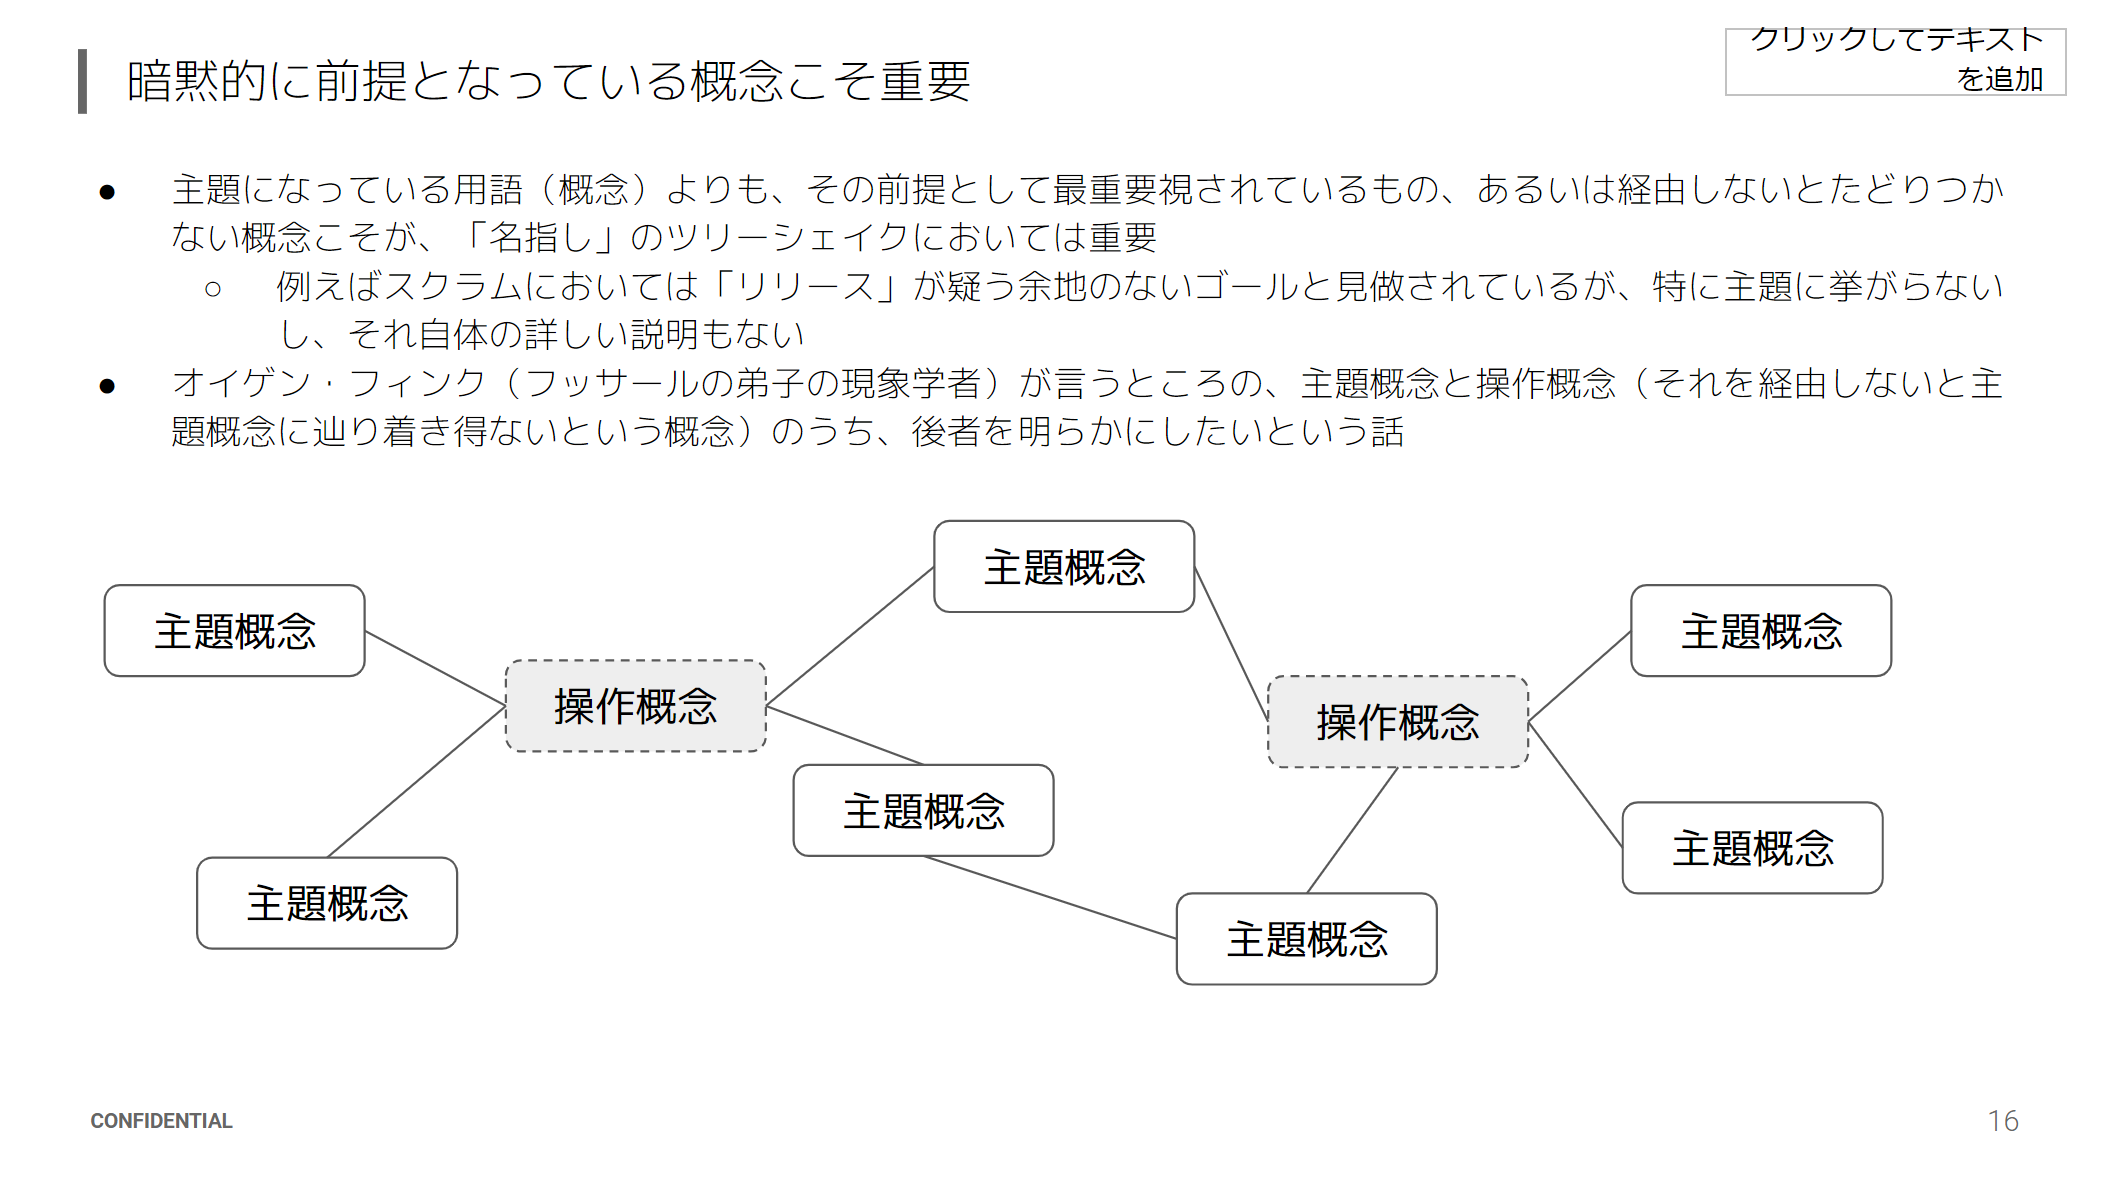 暗黙的に前提となっている概念こそ重要
クリックしてテキスト
を追加
● 主題になっている用語（概念）よりも、その前提として最重要視されているもの、あるいは経由しないとたどりつか
ない概念こそが、「名指し」のツリーシェイクにおいては重要
○ 例えばスクラムにおいては「リリース」が疑う余地のないゴールと見做されているが、特に主題に挙がらない
し、それ自体の詳しい説明もない
● オイゲン・フィンク（フッサールの弟子の現象学者）が言うところの、主題概念と操作概念（それを経由しないと主
題概念に辿り着き得ないという概念）のうち、後者を明らかにしたいという話
主題概念
主題概念
主題概念
操作概念
操作概念
主題概念
主題概念
主題概念
主題概念
CONFIDENTIAL
16